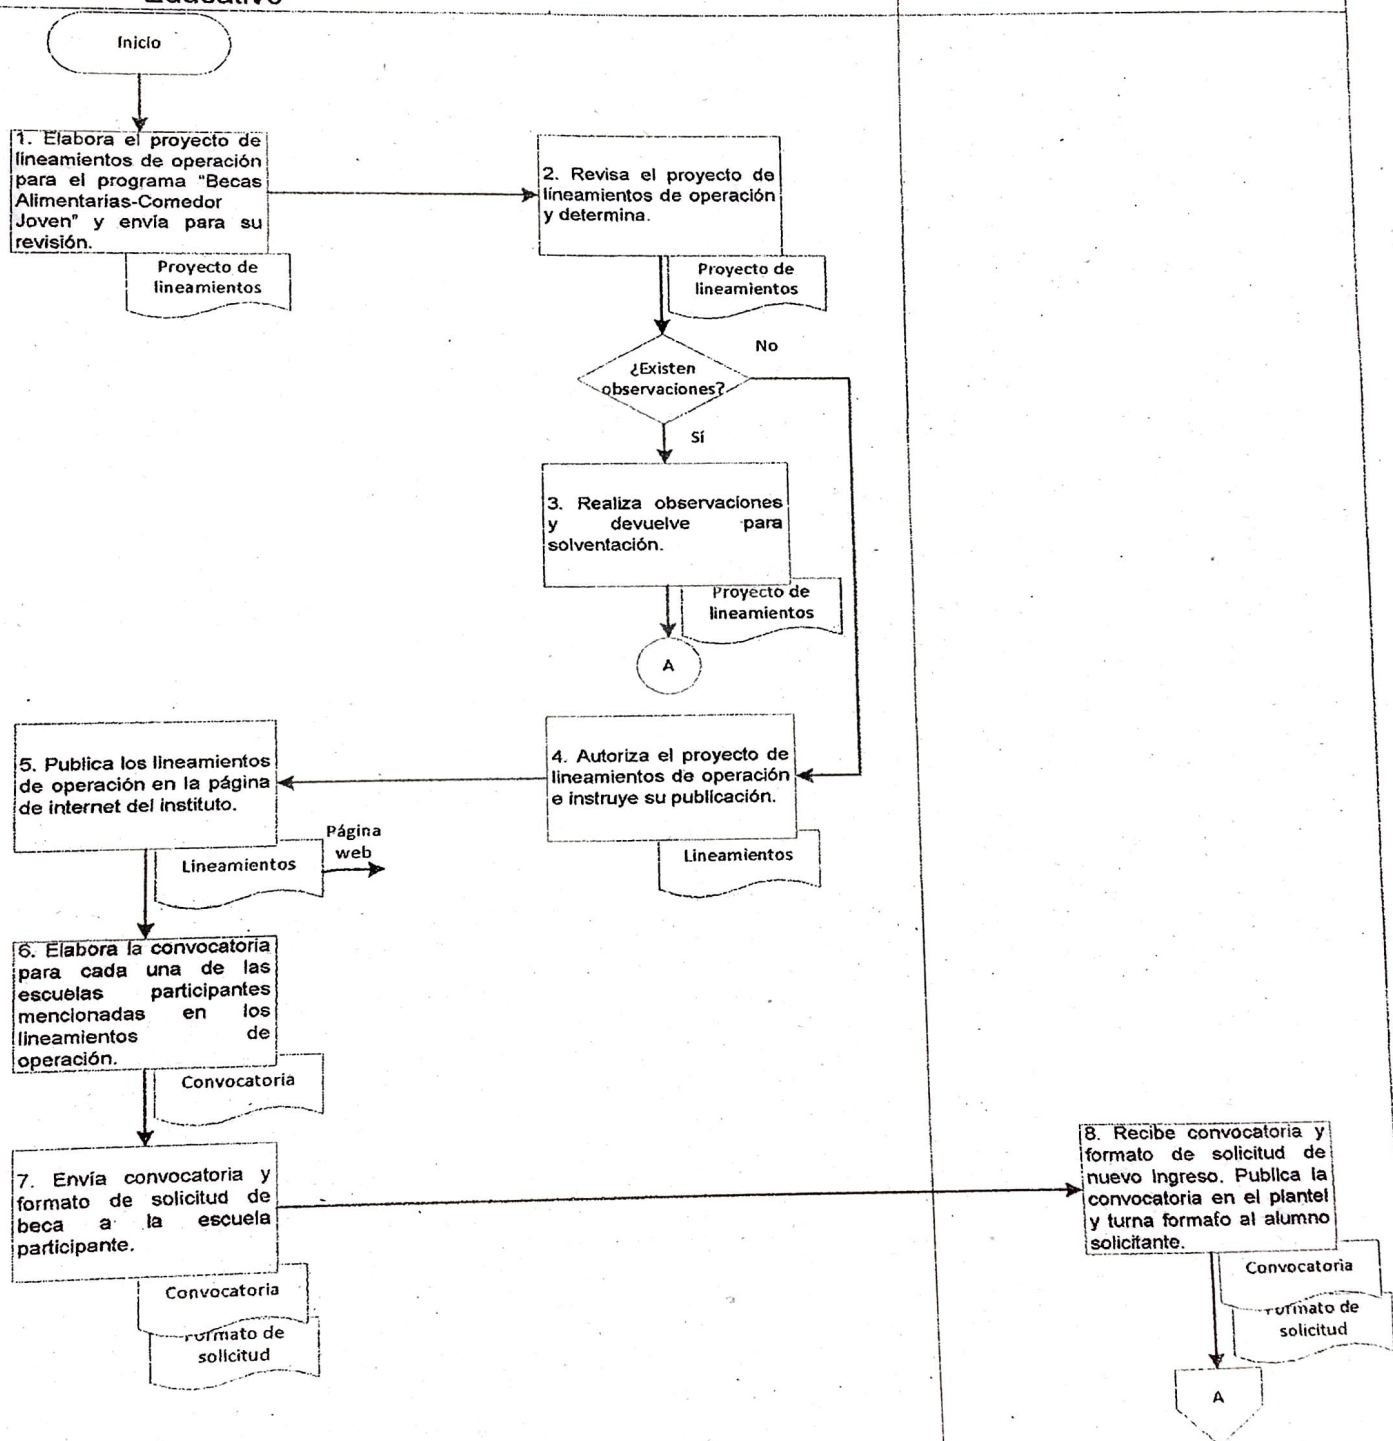 Educativo
Inicio
1. Elabora el proyecto de
lineamientos de operación
para el programa "Becas
Alimentarias-Comedor
Joven" y envía para su
revisión.
Proyecto de
lineamientos
2. Revisa el proyecto de
lineamientos de operación
y determina.
Proyecto de
lineamientos
¿Existen
observaciones?
No
Sí
3. Realiza observaciones
y devuelve para
solventación.
Proyecto de
lineamientos
A
4. Autoriza el proyecto de
lineamientos de operación
e instruye su publicación.
Lineamientos
5. Publica los lineamientos
de operación en la página
de internet del instituto.
Lineamientos
Página
web
6. Elabora la convocatoria
para cada una de las
escuelas participantes
mencionadas en los
lineamientos de
operación.
Convocatoria
7. Envía convocatoria y
formato de solicitud de
beca a la escuela
participante.
Convocatoria
Formato de
solicitud
8. Recibe convocatoria y
formato de solicitud de
nuevo ingreso. Publica la
convocatoria en el plantel
y turna formato al alumno
solicitante.
Convocatoria
Formato de
solicitud
A